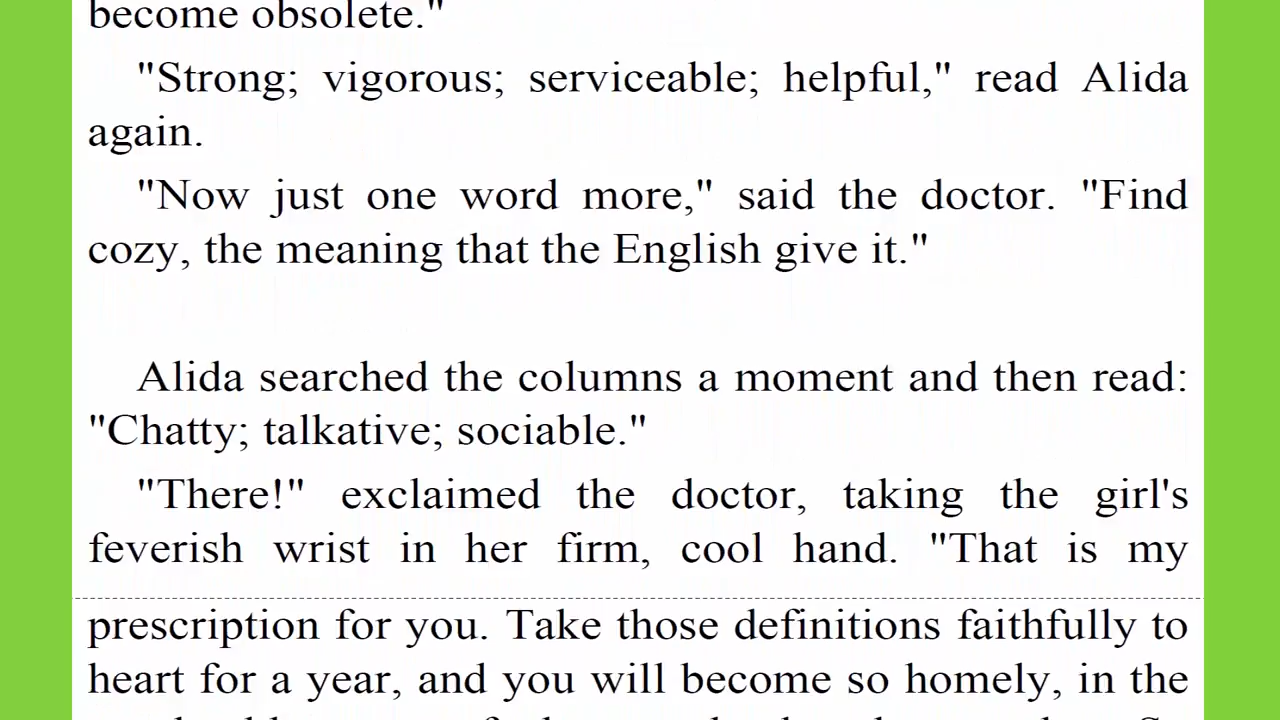 become obsolete."
"Strong; vigorous; serviceable; helpful," read Alida
again.
"Now just one word more," said the doctor. "Find
cozy, the meaning that the English give it."
Alida searched the columns a moment and then read:
"Chatty; talkative; sociable."
"There!" exclaimed the doctor, taking the girl's
feverish wrist in her firm, cool hand. "That is my
prescription for you. Take those definitions faithfully to
heart for a year, and you will become so homely, in the